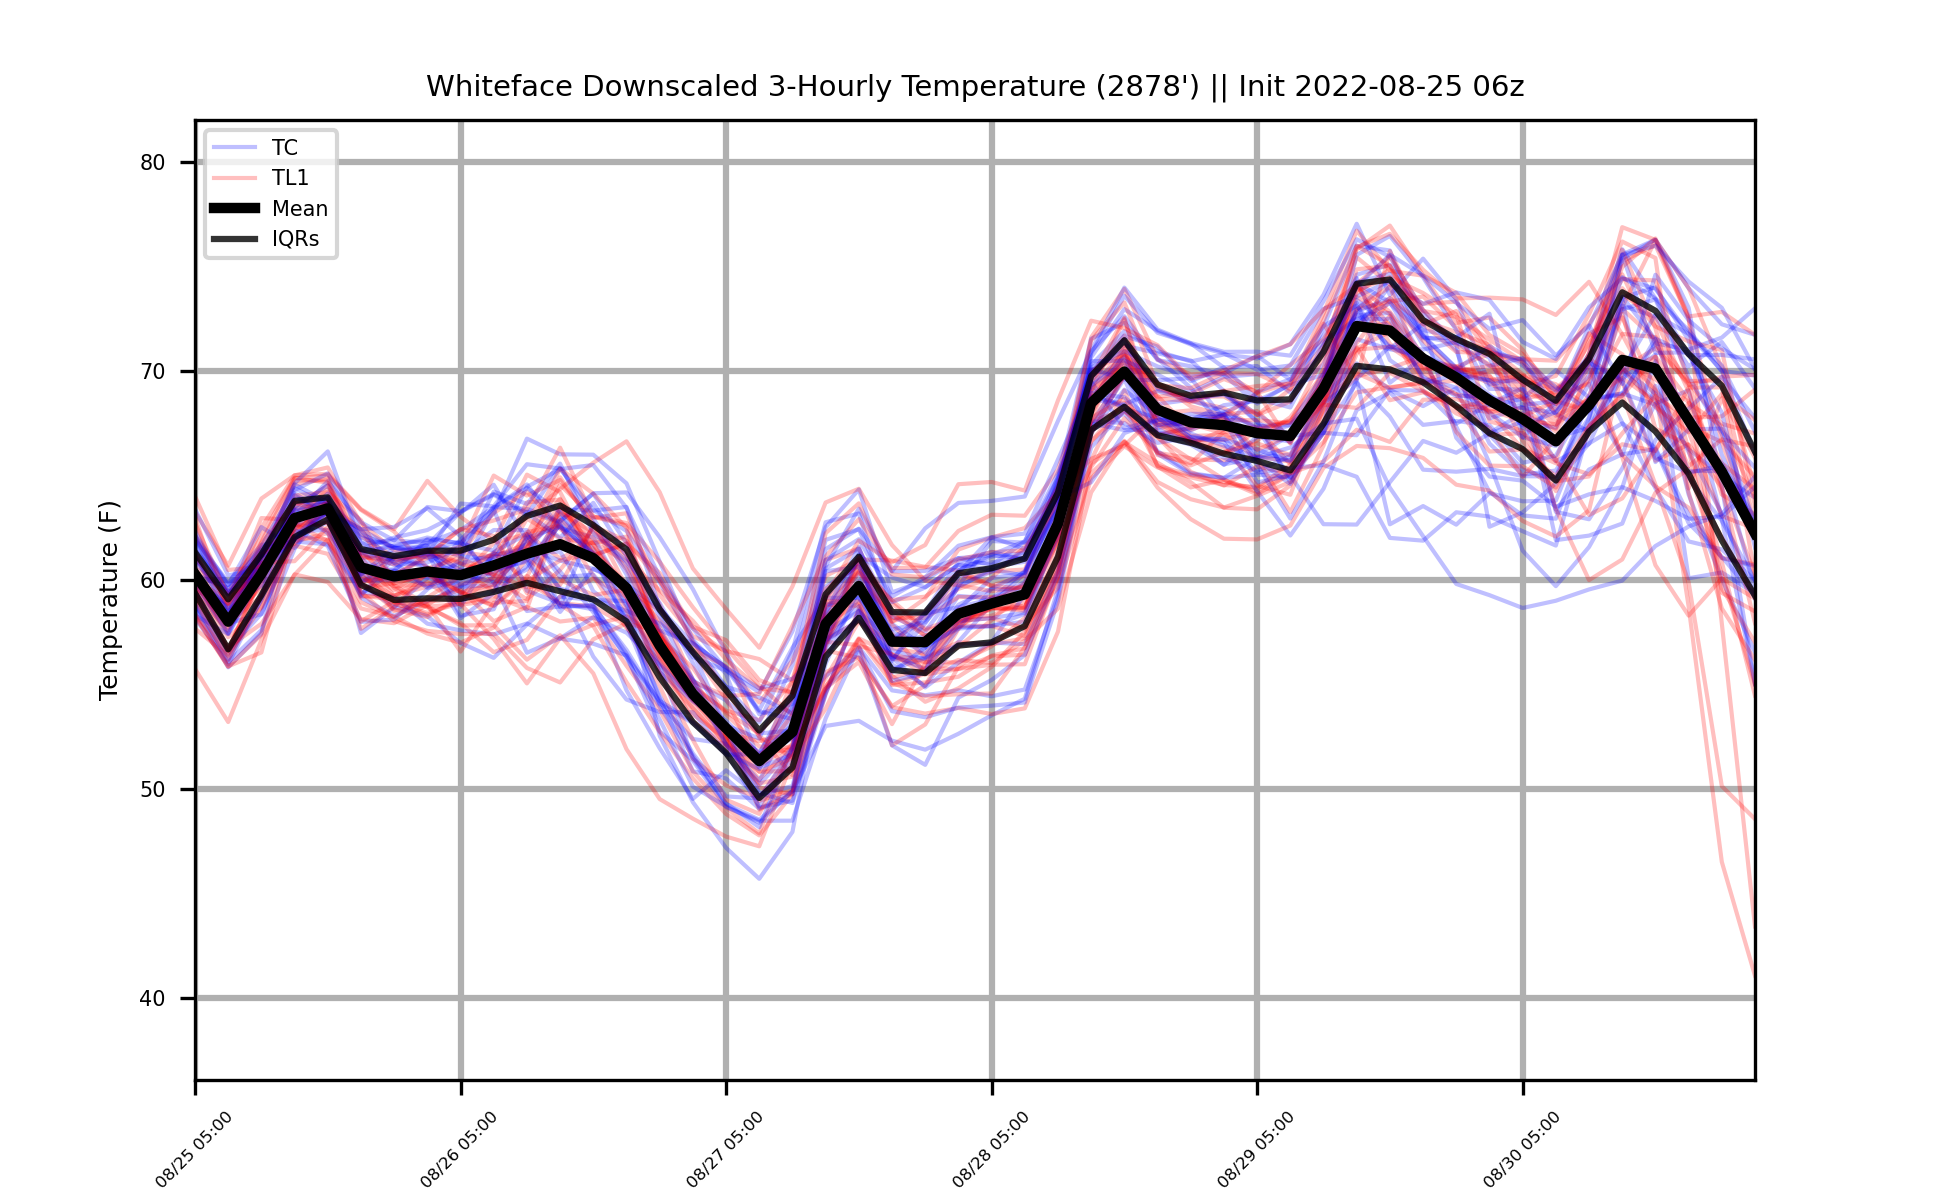 Whiteface Downscaled 3-Hourly Temperature (2878') || Init 2022-08-25 06z
TC
TL1
Mean
IQRs
Temperature (F)
80
70
60
50
40
08/25 05:00
08/26 05:00
08/27 05:00
08/28 05:00
08/29 05:00
08/30 05:00